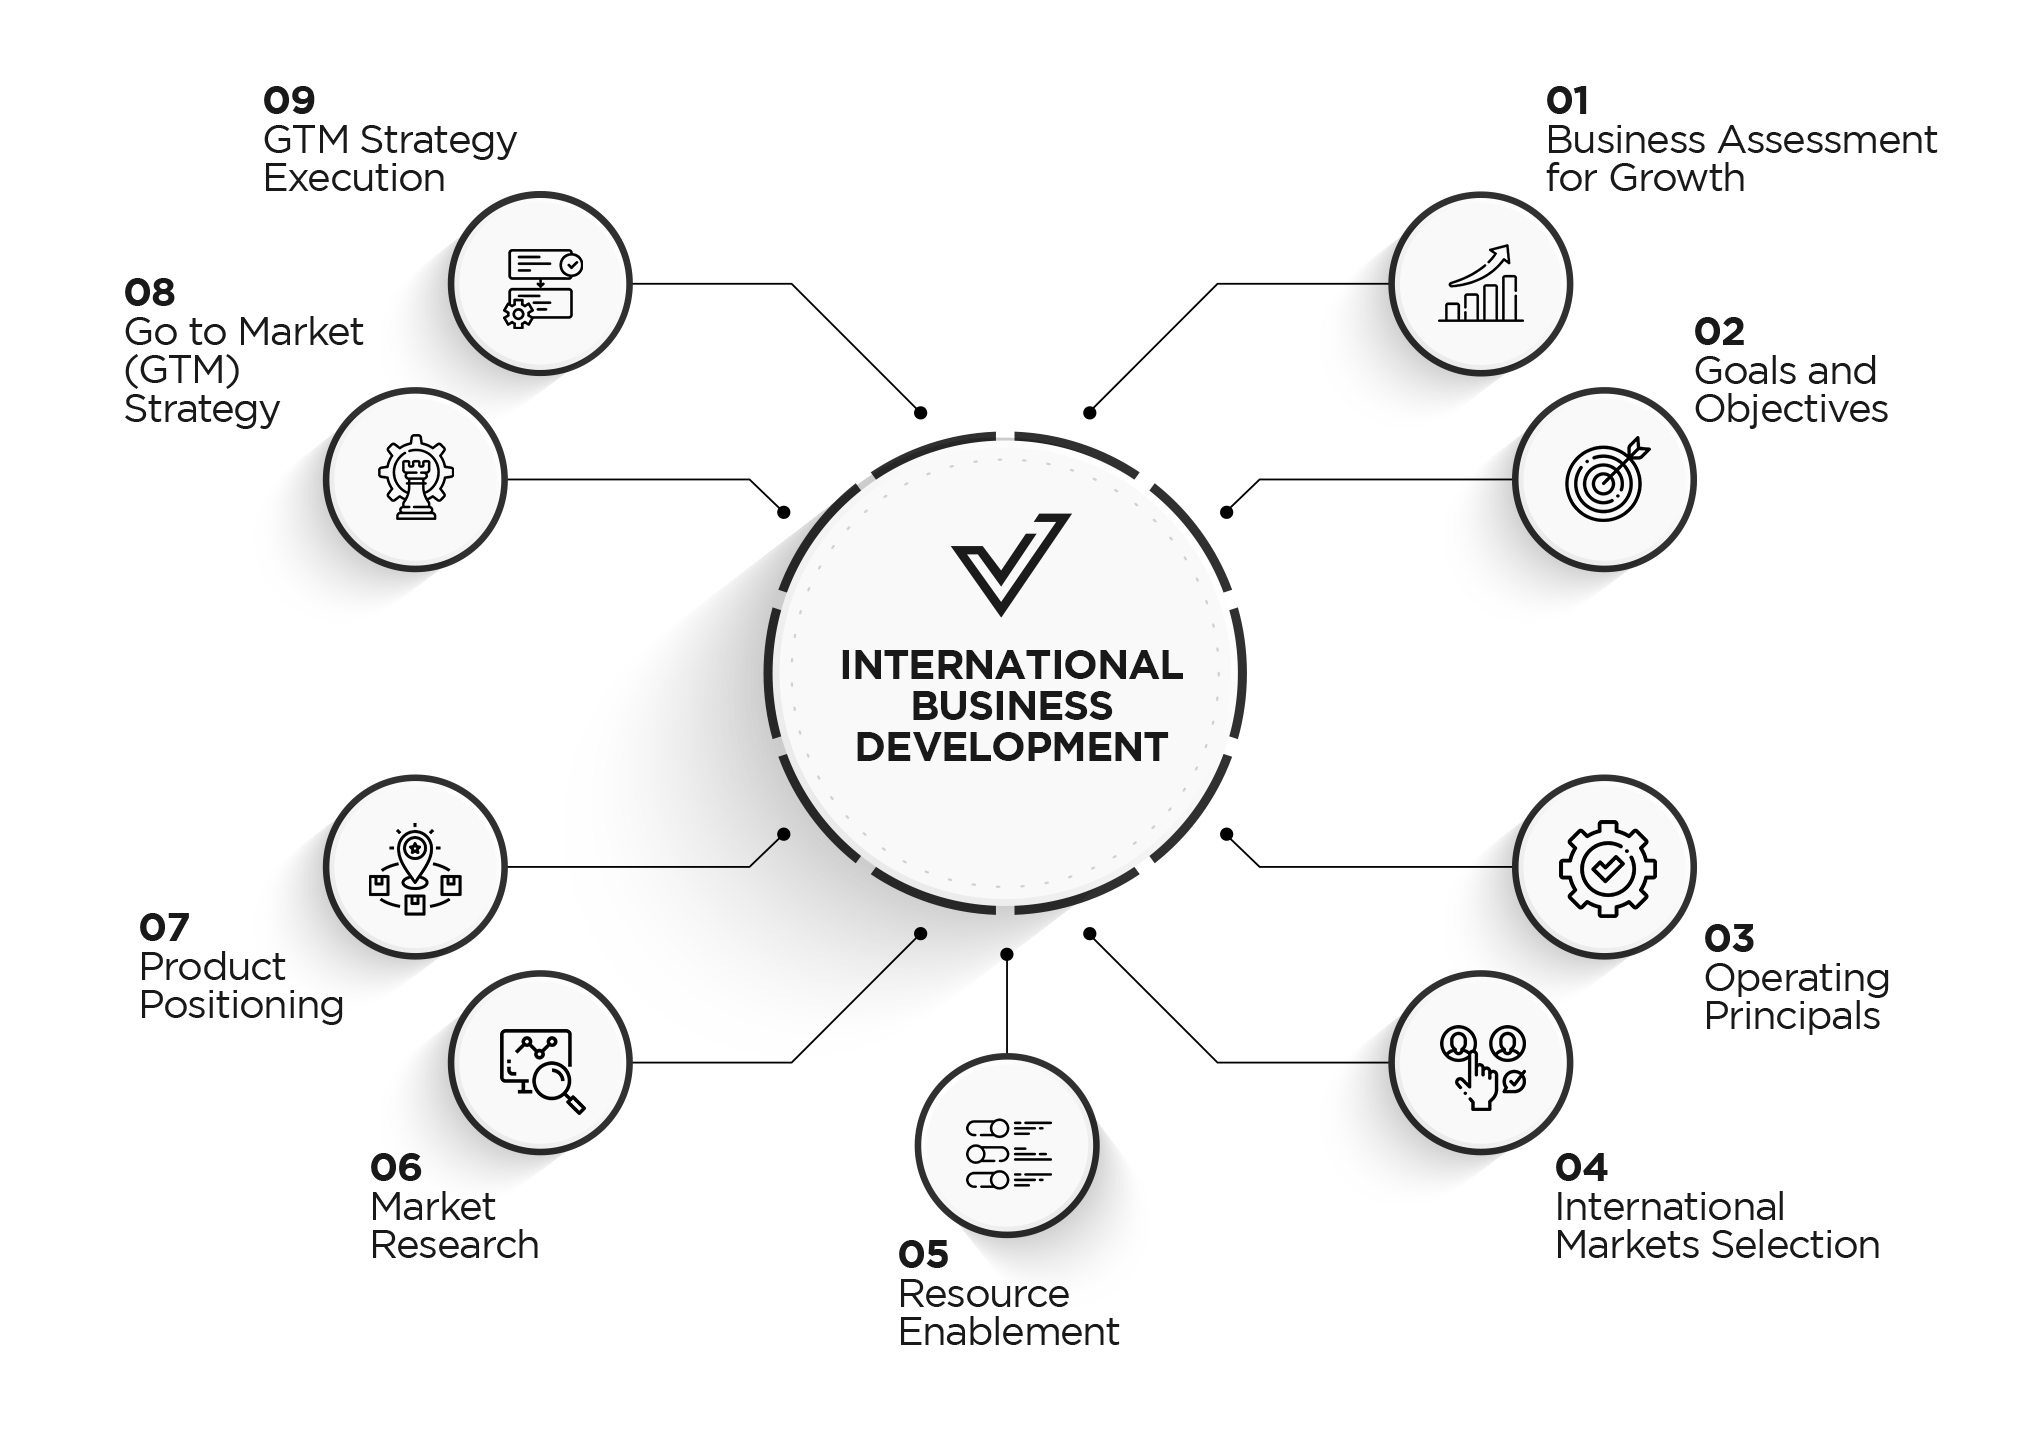 INTERNATIONAL
BUSINESS
DEVELOPMENT
01
Business Assessment
for Growth
02
Goals and
Objectives
03
Operating
Principals
04
International
Markets Selection
05
Resource
Enablement
06
Market
Research
07
Product
Positioning
08
Go to Market
(GTM)
Strategy
09
GTM Strategy
Execution